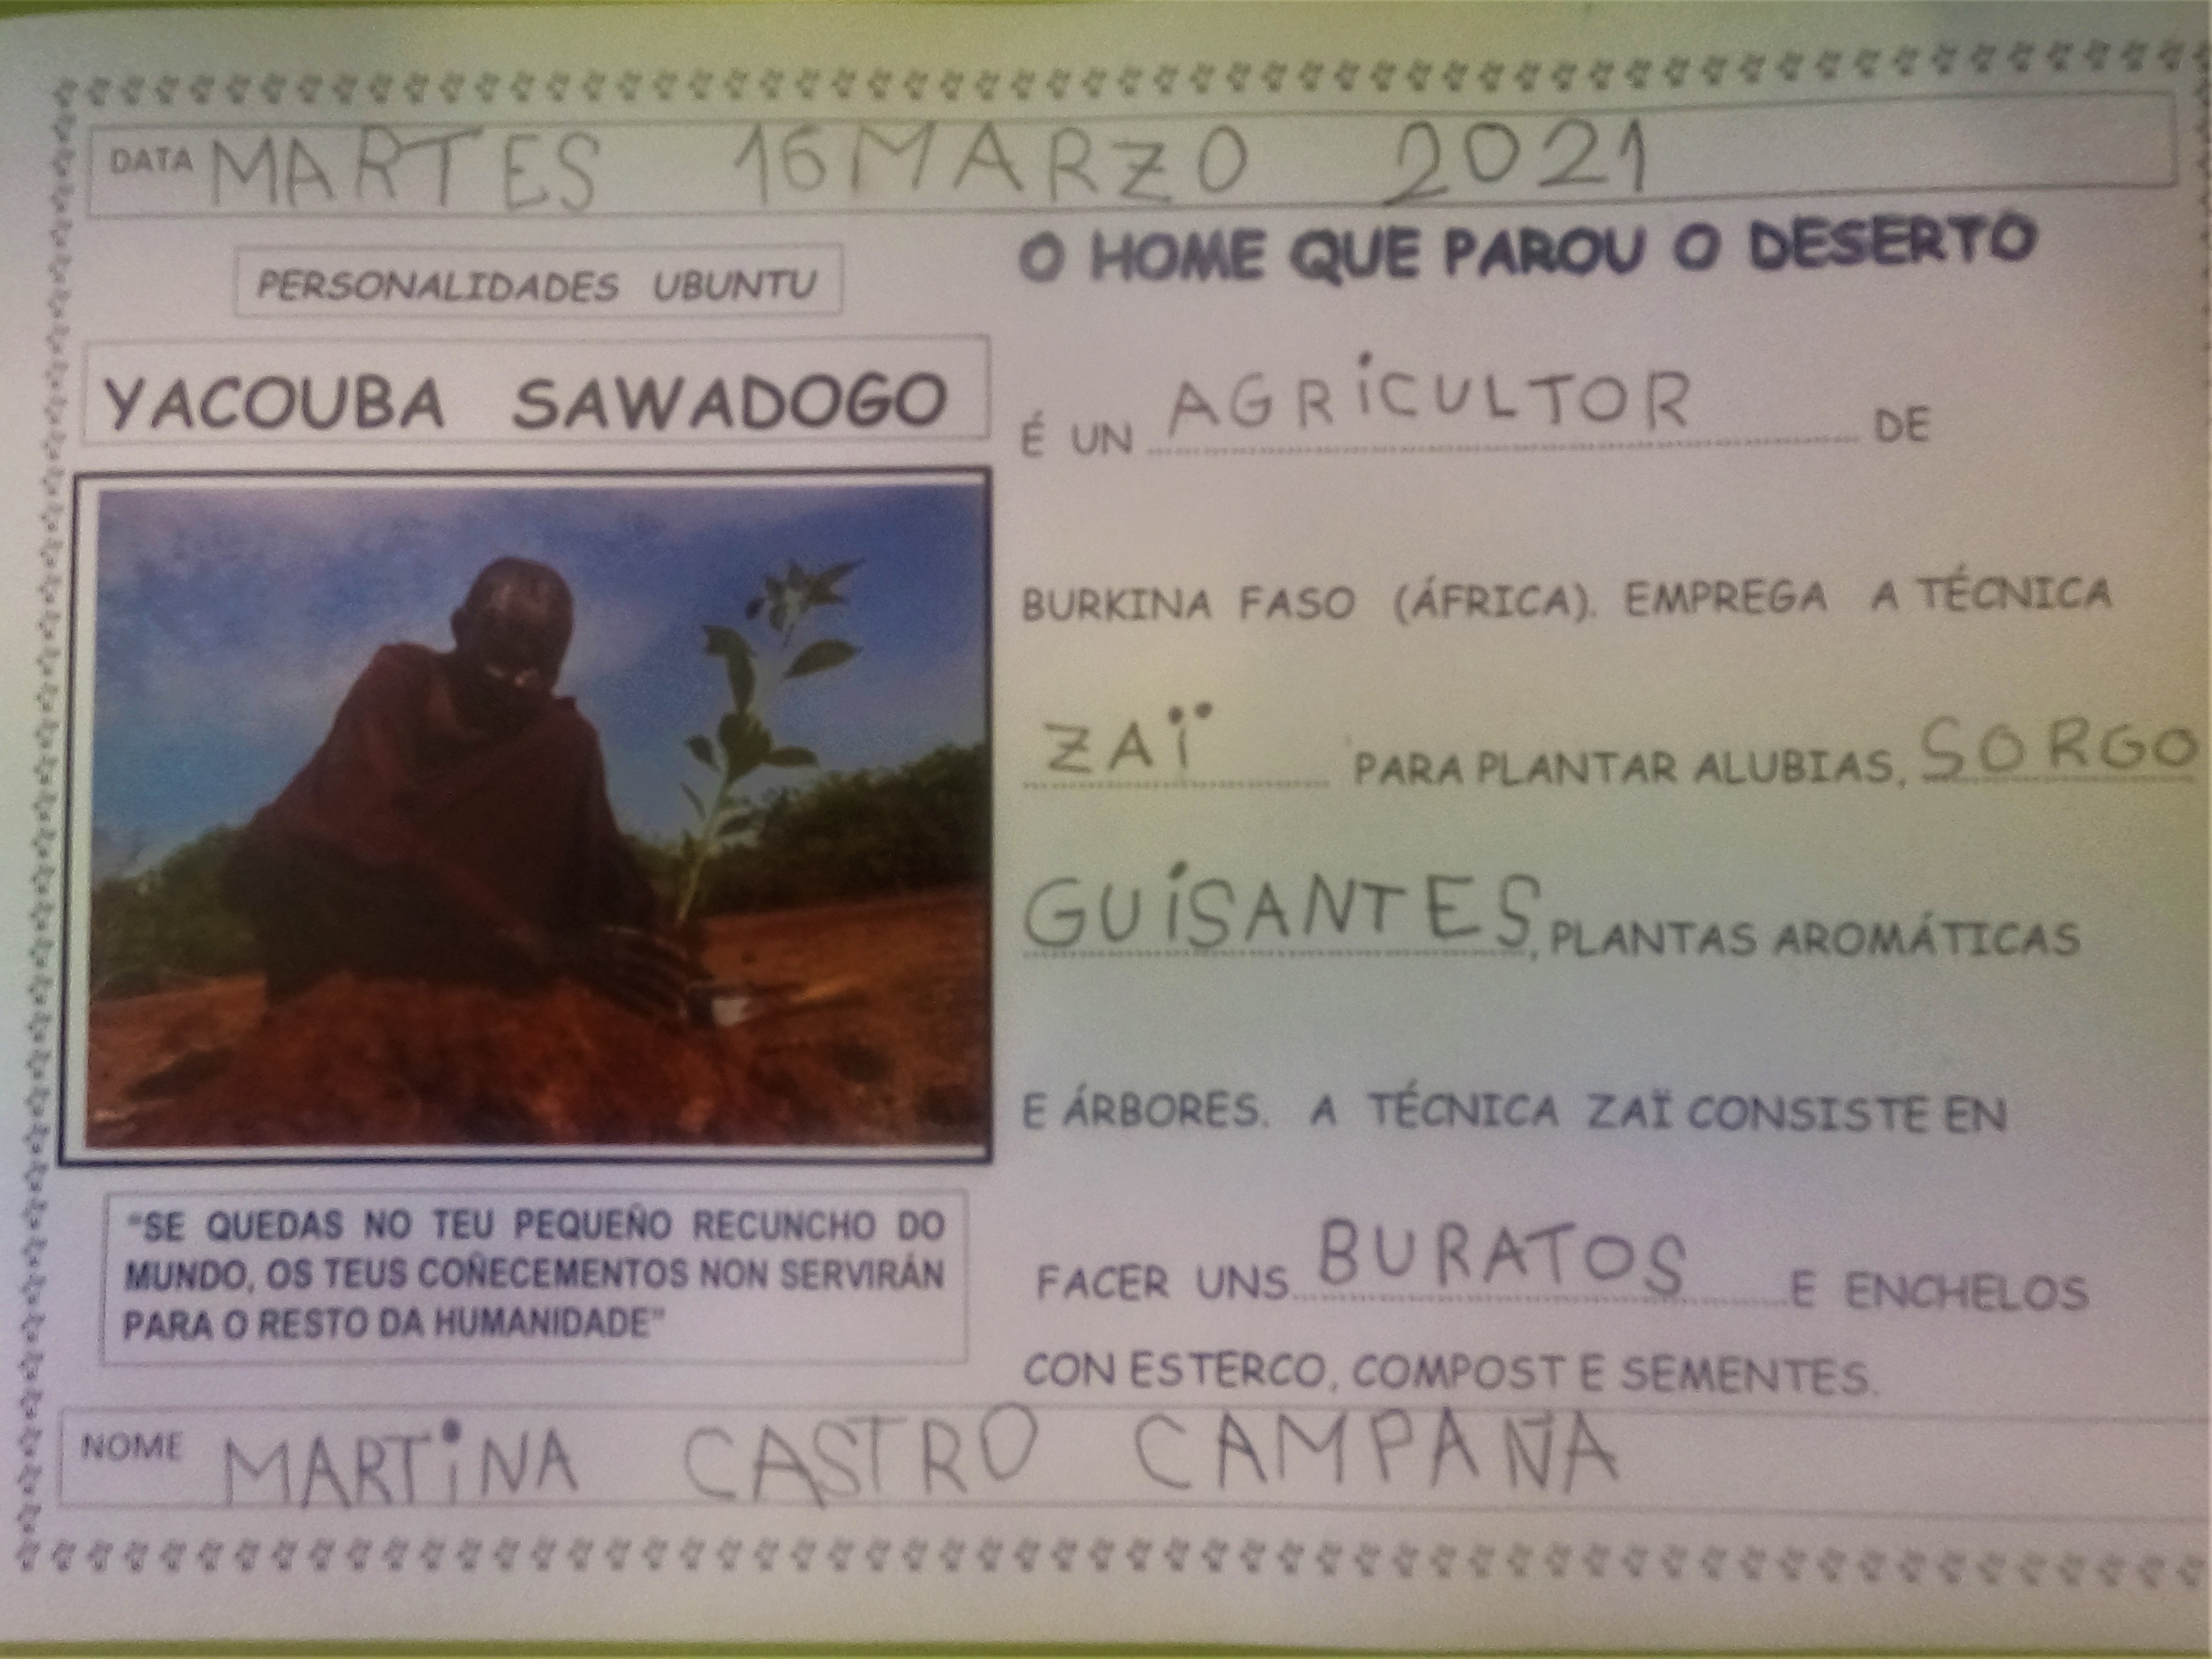 DATA MARTES 16 MARZO 2021
PERSONALIDADES UBUNTU
YACOUBA SAWADOGO
"SE QUEDAS NO TEU PEQUEÑO RECUNCHO DO
MUNDO, OS TEUS COÑECEMENTOS NON SERVIRÁN
PARA O RESTO DA HUMANIDADE"
O HOME QUE PAROU O DESERTO
É UN AGRICULTOR DE
BURKINA FASO (ÁFRICA). EMPREGA A TÉCNICA
ZAÏ PARA PLANTAR ALUBIAS, SORGO
GUISANTES, PLANTAS AROMÁTICAS
E ÁRBORES. A TÉCNICA ZAÏ CONSISTE EN
FACER UNS BURATOS E ENCHELOS
CON ESTERCO, COMPOST E SEMENTES.
NOME MARTINA CASTRO CAMPAÑA